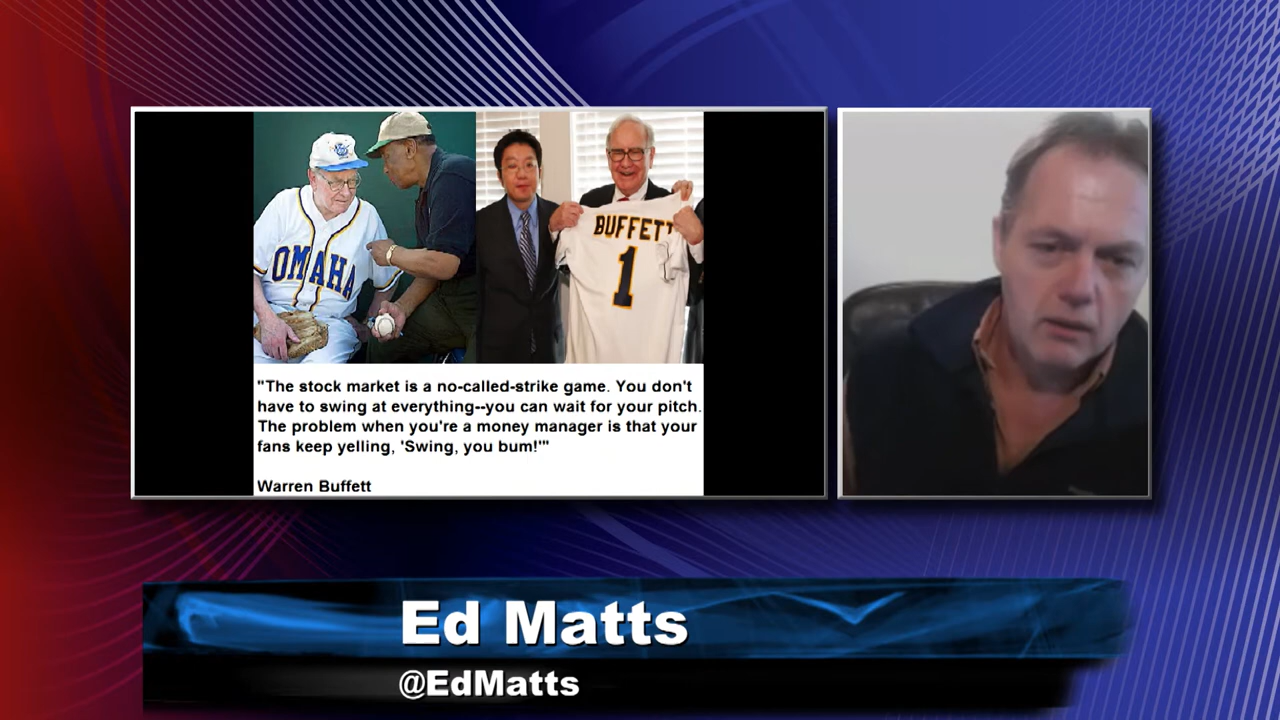 OMAHA
BUFFETT
1
"The stock market is a no-called-strike game. You don't
have to swing at everything--you can wait for your pitch.
The problem when you're a money manager is that your
fans keep yelling, 'Swing, you bum!'"
Warren Buffett
Ed Matts
@EdMatts